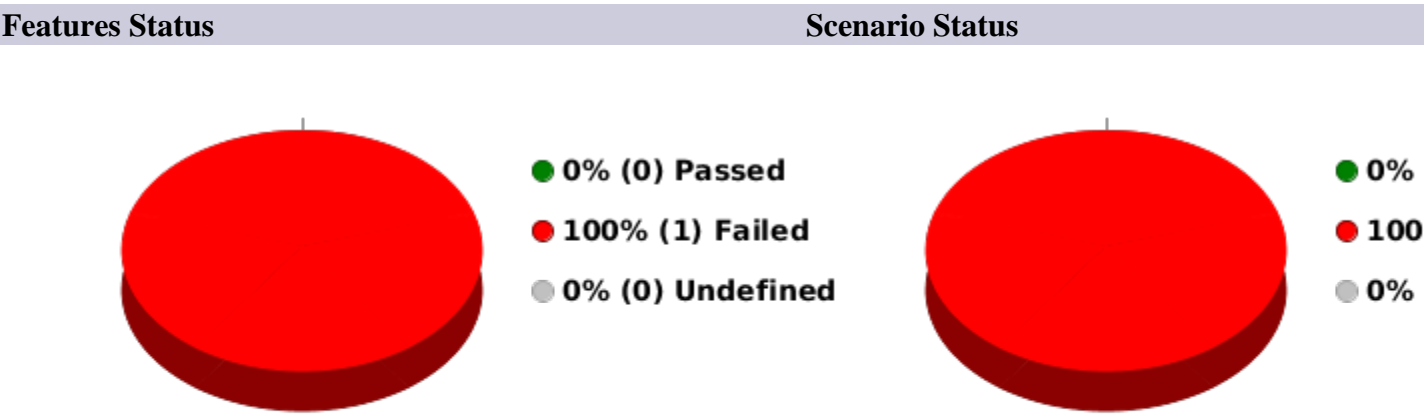 Features Status
Scenario Status
0% (0) Passed
100% (1) Failed
0% (0) Undefined
0%
100
0%